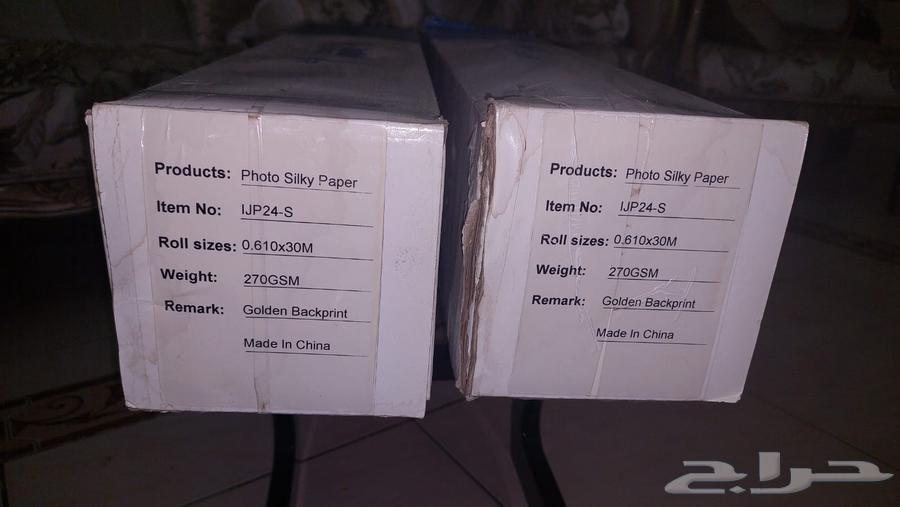 Products: Photo Silky Paper
Item No: IJP24-S
Roll sizes: 0.610x30M
Weight: 270GSM
Remark: Golden Backprint
Made In China
Products: Photo Silky Paper
Item No: IJP24-S
Roll sizes: 0.610x30M
Weight: 270GSM
Remark: Golden Backprint
Made In China
حراج